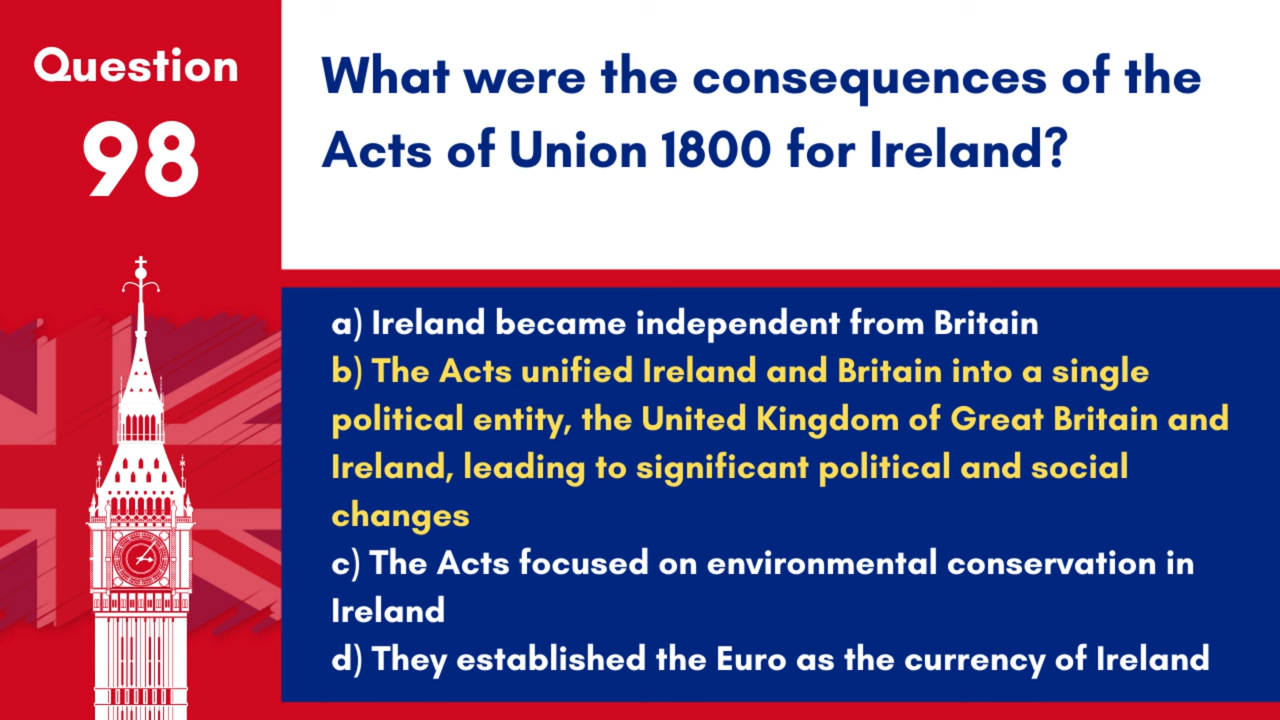 Question
98
What were the consequences of the
Acts of Union 1800 for Ireland?
a) Ireland became independent from Britain
b) The Acts unified Ireland and Britain into a single
political entity, the United Kingdom of Great Britain and
Ireland, leading to significant political and social
changes
c) The Acts focused on environmental conservation in
Ireland
d) They established the Euro as the currency of Ireland